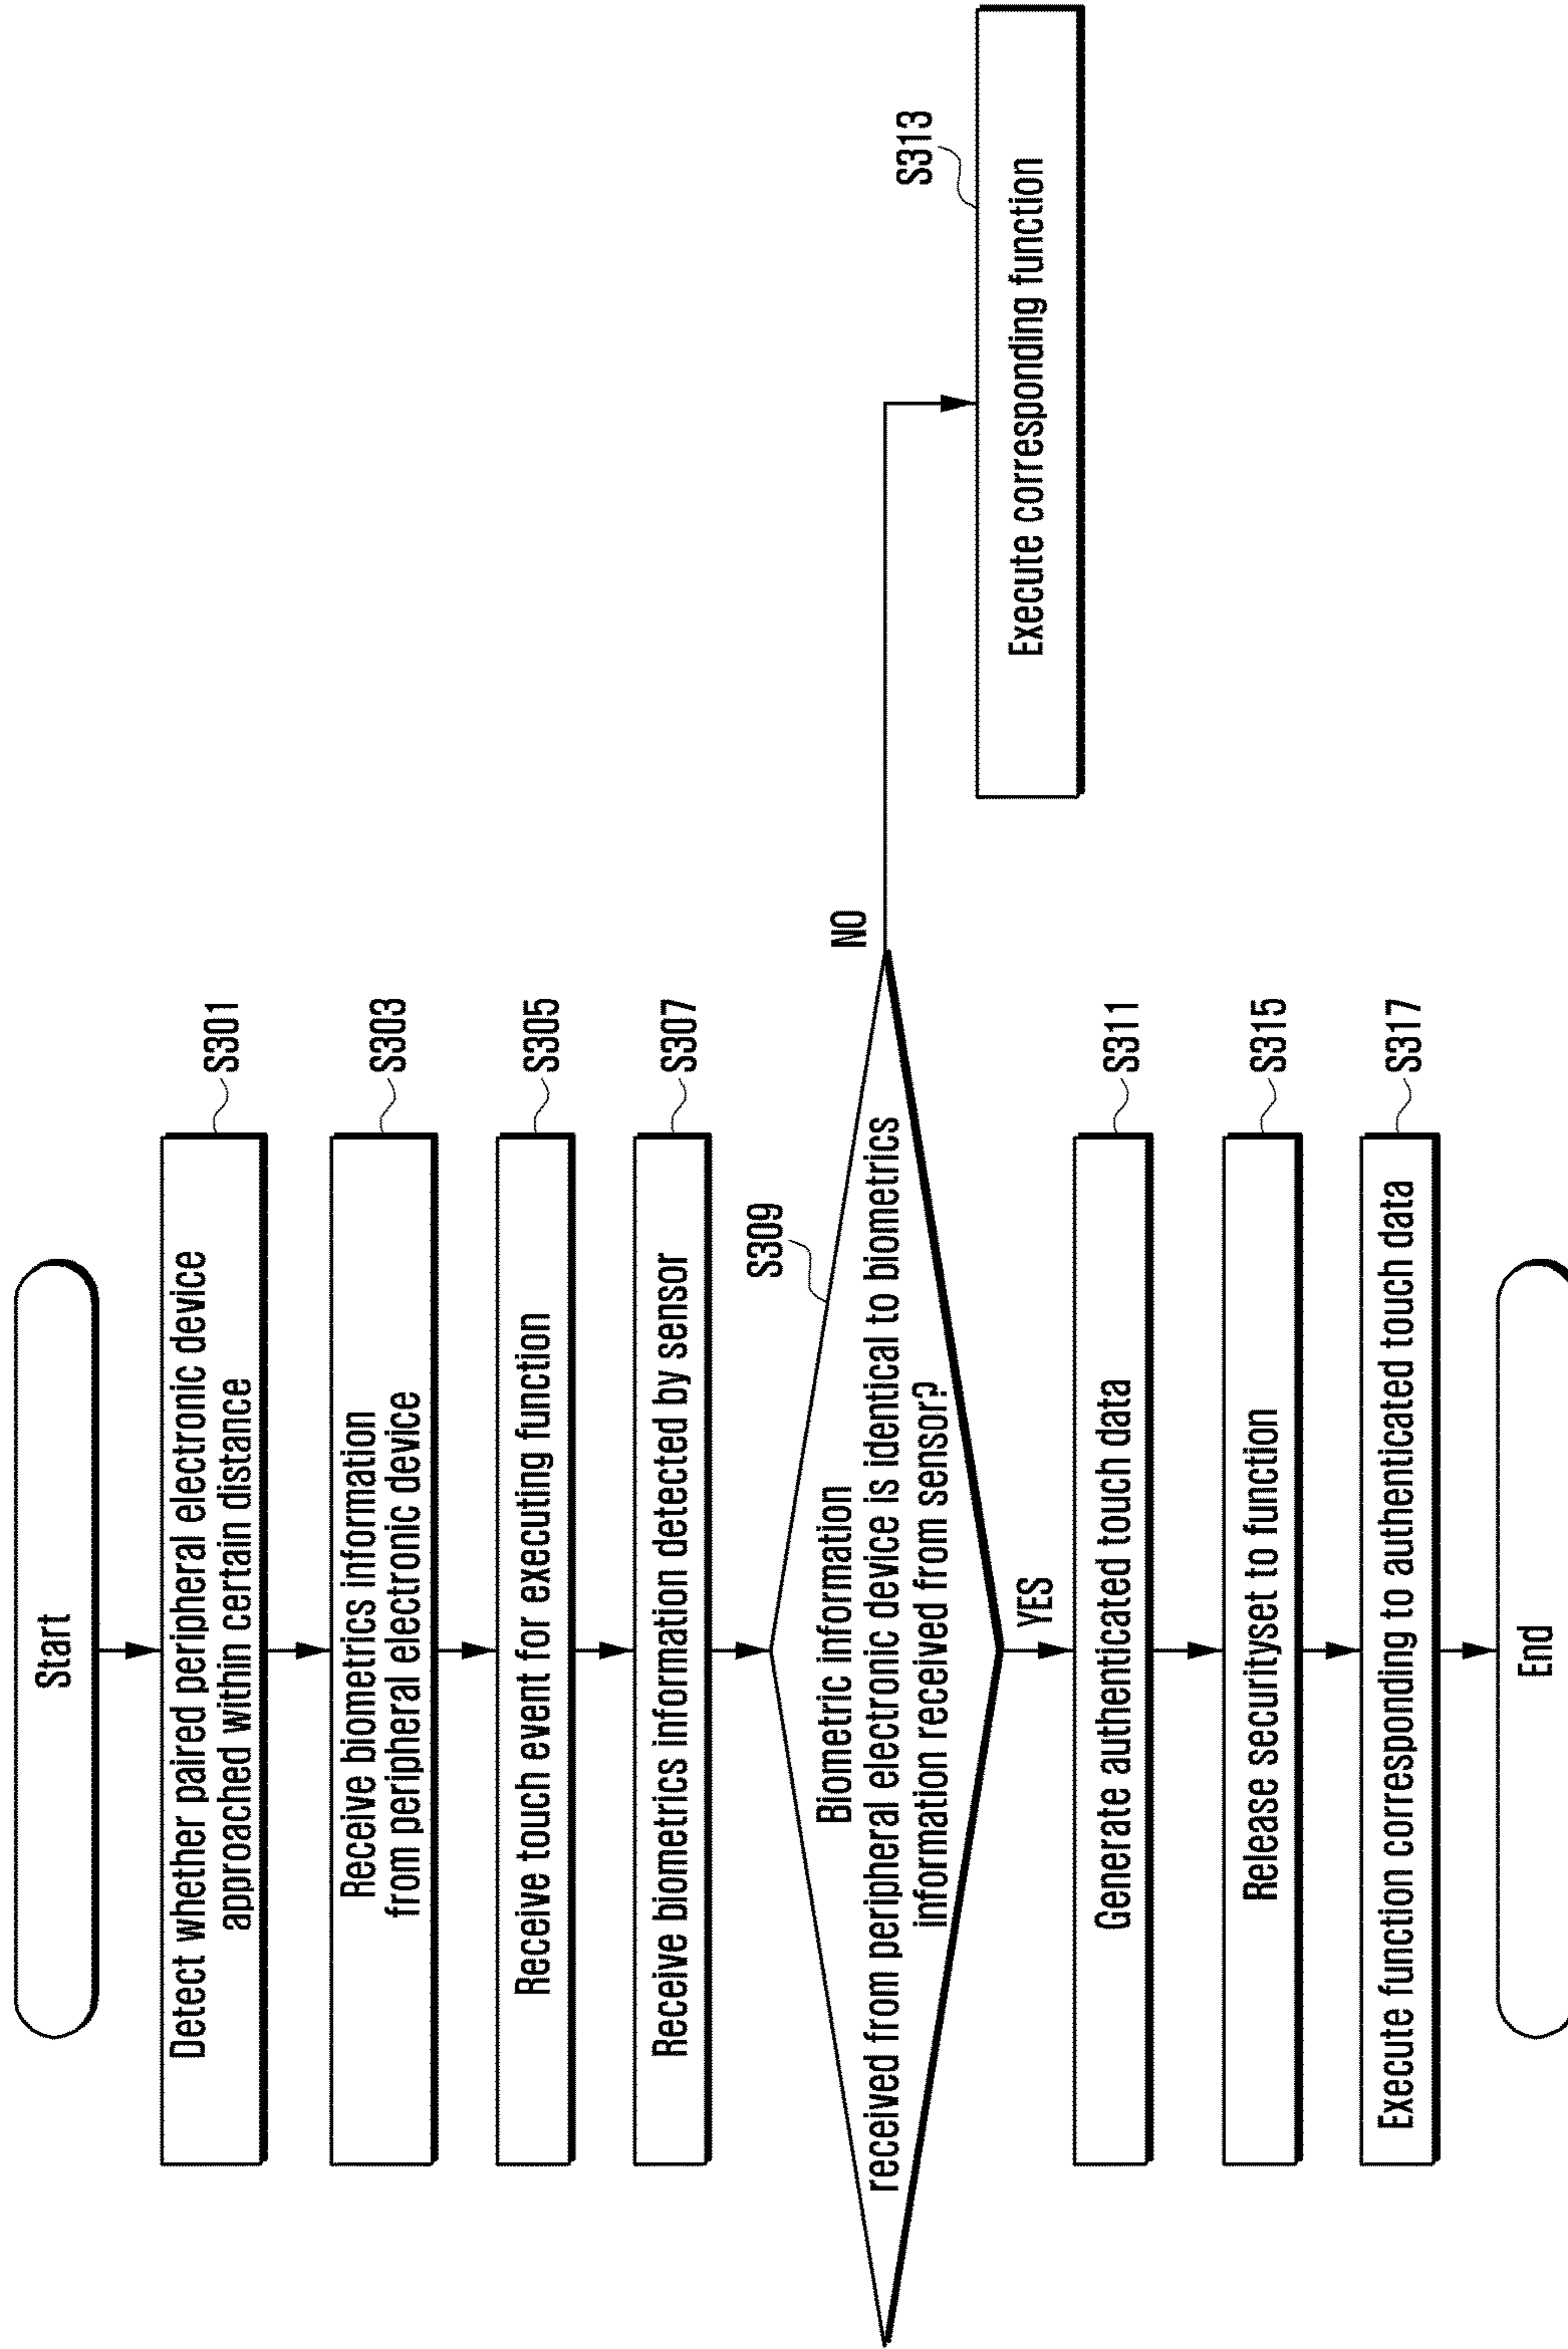 Start
Detect whether paired peripheral electronic device
approached within certain distance
S301
Receive biometrics information
from peripheral electronic device
S303
Receive touch event for executing function
S305
Receive biometrics information detected by sensor
S307
S309
Biometric information
received from peripheral electronic device is identical to biometrics
information received from sensor?
NO
S313
Execute corresponding function
YES
Generate authenticated touch data
S311
Release securityset to function
S315
Execute function corresponding to authenticated touch data
S317
End